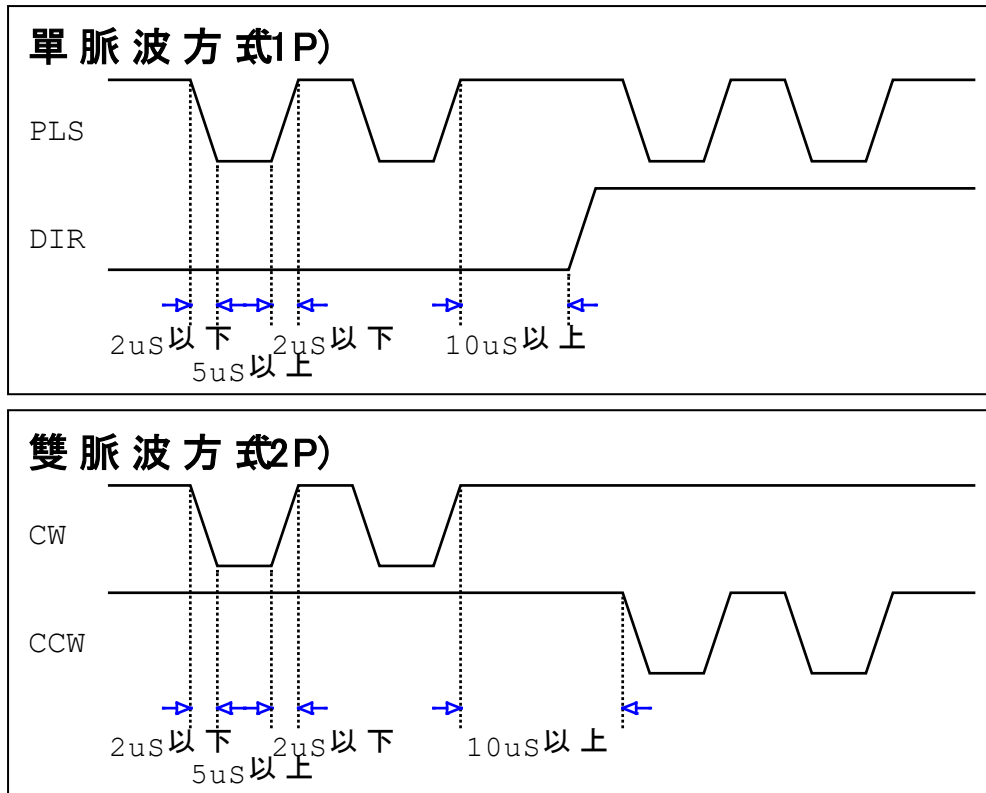 單脈波方式1P)
PLS
DIR
2uS以下
2uS以下
10uS以上
5uS以上
雙脈波方式2P)
CW
CCW
2uS以下
2uS以下
10uS以上
5uS以上